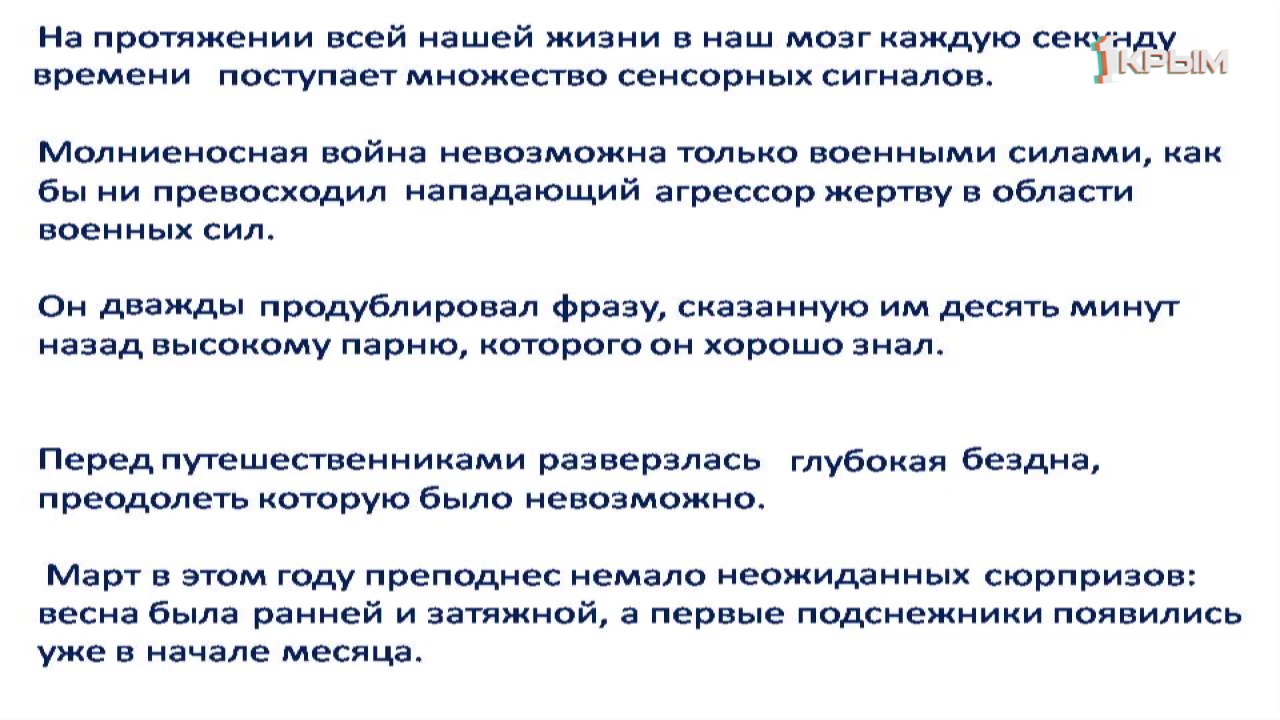 На протяжении всей нашей жизни в наш мозг каждую секунду
времени поступает множество сенсорных сигналов.
1 КРЫМ
Молниеносная война невозможна только военными силами, как
бы ни превосходил нападающий агрессор жертву в области
военных сил.
Он дважды продублировал фразу, сказанную им десять минут
назад высокому парню, которого он хорошо знал.
Перед путешественниками разверзлась глубокая бездна,
преодолеть которую было невозможно.
Март в этом году преподнес немало неожиданных сюрпризов:
весна была ранней и затяжной, а первые подснежники появились
уже в начале месяца.